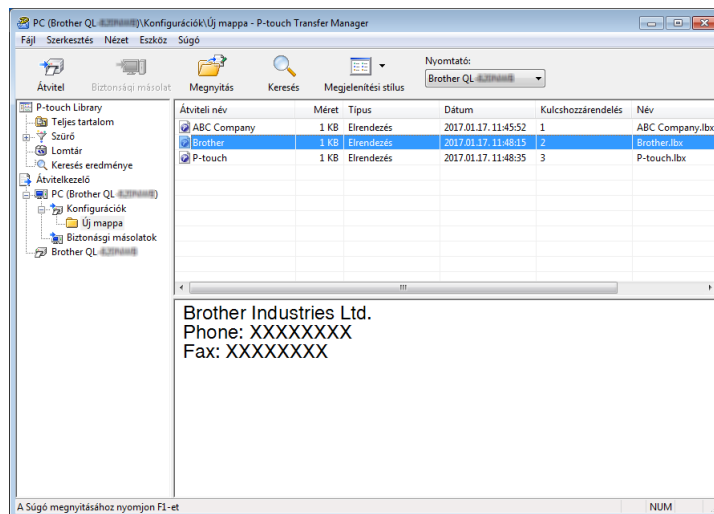 PC (Brother QL-)\Konfigurációk\Új mappa - P-touch Transfer Manager
Fájl Szerkesztés Nézet Eszköz Súgó
Átvitel Biztonsági másolat Megnyitás Keresés Megjelenítési stílus
Nyomtató:
Brother QL-
P-touch Library
Teljes tartalom
Szűrő
Lomtár
Keresés eredménye
Átvitelkezelő
PC (Brother QL-)
Konfigurációk
Új mappa
Biztonásgi másolatok
Brother QL-
Átviteli név Méret Típus Dátum Kulcshozzárendelés Név
ABC Company 1 KB Elrendezés 2017.01.17. 11:45:52 1 ABC Company.lbx
Brother 1 KB Elrendezés 2017.01.17. 11:48:15 2 Brother.lbx
P-touch 1 KB Elrendezés 2017.01.17. 11:48:35 3 P-touch.lbx
Brother Industries Ltd.
Phone: XXXXXXXX
Fax: XXXXXXXX
A Súgó megnyitásához nyomjon F1-et
NUM